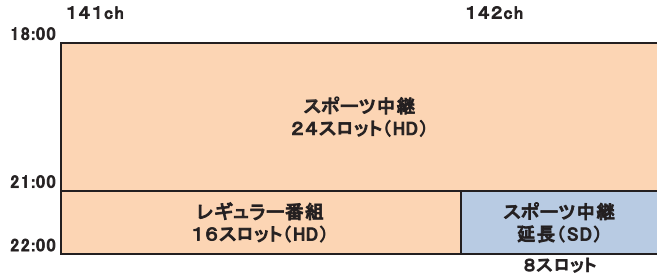 141ch 142ch
18:00
スポーツ中継
24スロット(HD)
21:00
レギュラー番組 スポーツ中継
16スロット(HD) 延長(SD)
22:00
8スロット